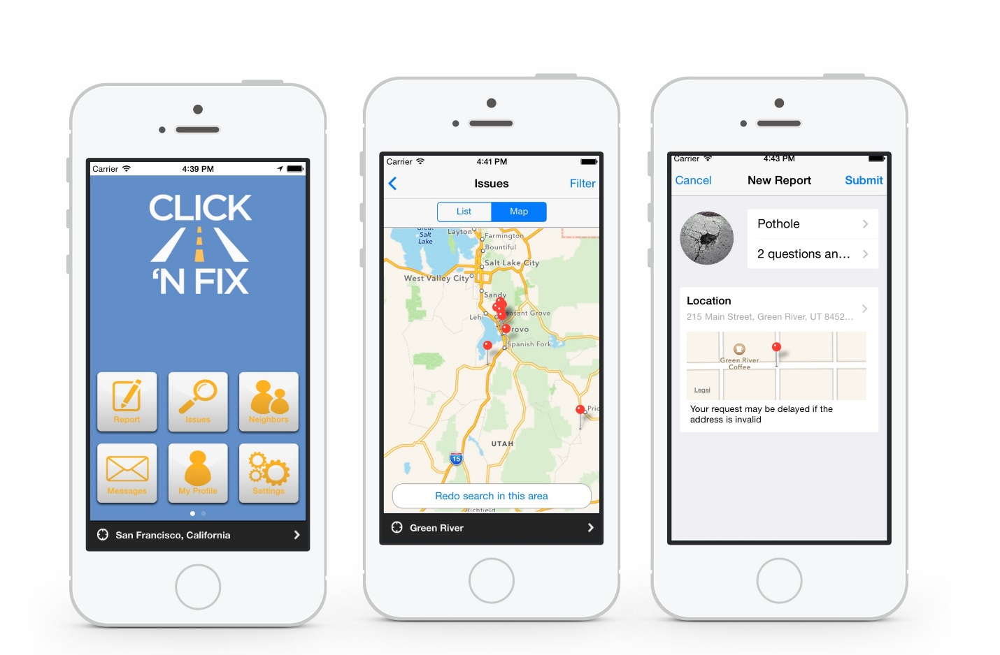 Carrier 4:39 PM
CLICK
'N FIX
Report Issues Neighbors
Messages My Profile Settings
San Francisco, California
Carrier 4:41 PM
Issues Filter
List Map
Great
Salt
Lake
Layton
Farmington
Bountiful
Salt Lake City
West Valley City
Sandy
asant Grove
Lehi
rovo
Spanish Fork
Pric
UTAH
15
Redo search in this area
Richfield
Green River
Carrier 4:43 PM
Cancel New Report Submit
Pothole
2 questions an...
Location
215 Main Street, Green River, UT 8452...
Green River
Coffee
Legal
Your request may be delayed if the
address is invalid